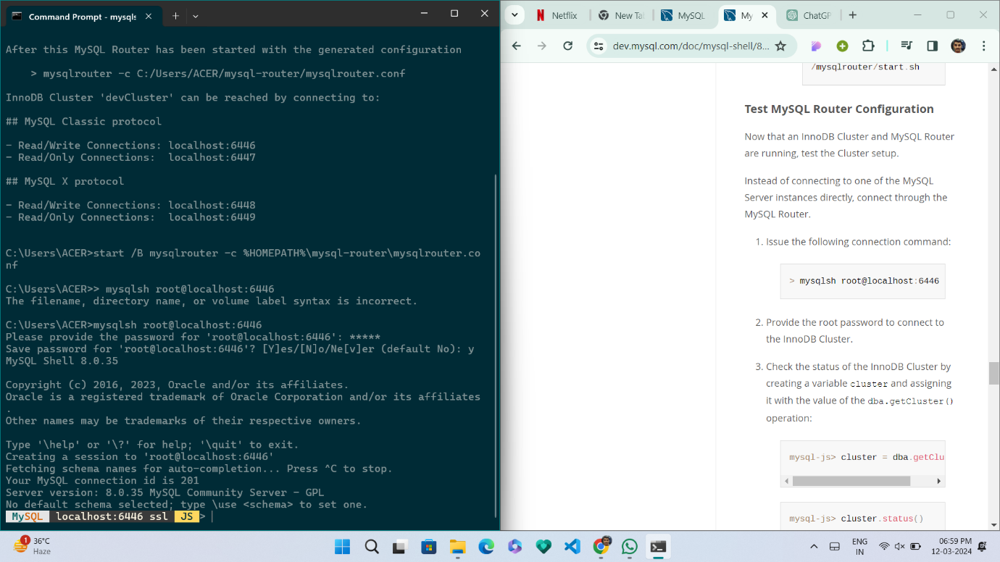 Command Prompt - mysqls
After this MySQL Router has been started with the generated configuration
> mysqlrouter -c C:/Users/ACER/mysql-router/mysqlrouter.conf
InnoDB Cluster 'devCluster' can be reached by connecting to:
## MySQL Classic protocol
- Read/Write Connections: localhost:6446
- Read/Only Connections:  localhost:6447
## MySQL X protocol
- Read/Write Connections: localhost:6448
- Read/Only Connections:  localhost:6449
C:\Users\ACER>start /B mysqlrouter -c %HOMEPATH%\mysql-router\mysqlrouter.co
nf
C:\Users\ACER>> mysqlsh root@localhost:6446
The filename, directory name, or volume label syntax is incorrect.
C:\Users\ACER>mysqlsh root@localhost:6446
Please provide the password for 'root@localhost:6446': *****
Save password for 'root@localhost:6446'? [Y]es/[N]o/Ne[v]er (default No): y
MySQL Shell 8.0.35
Copyright (c) 2016, 2023, Oracle and/or its affiliates.
Oracle is a registered trademark of Oracle Corporation and/or its affiliates
.
Other names may be trademarks of their respective owners.
Type '\help' or '\?' for help; '\quit' to exit.
Creating a session to 'root@localhost:6446'
Fetching schema names for auto-completion... Press ^C to stop.
Your MySQL connection id is 201
Server version: 8.0.35 MySQL Community Server - GPL
No default schema selected; type \use <schema> to set one.
MySQL localhost:6446 ssl JS >
Netflix
New Ta
MySQL
My
ChatGP
dev.mysql.com/doc/mysql-shell/8...
/mysqlrouter/start.sh
Test MySQL Router Configuration
Now that an InnoDB Cluster and MySQL Router
are running, test the Cluster setup.
Instead of connecting to one of the MySQL
Server instances directly, connect through the
MySQL Router.
1. Issue the following connection command:
> mysqlsh root@localhost:6446
2. Provide the root password to connect to
the InnoDB Cluster.
3. Check the status of the InnoDB Cluster by
creating a variable cluster and assigning
it with the value of the dba.getCluster()
operation:
mysql-js> cluster = dba.getClu
mysql-js> cluster.status()
1
36°C
Haze
ENG
IN
06:59 PM
12-03-2024